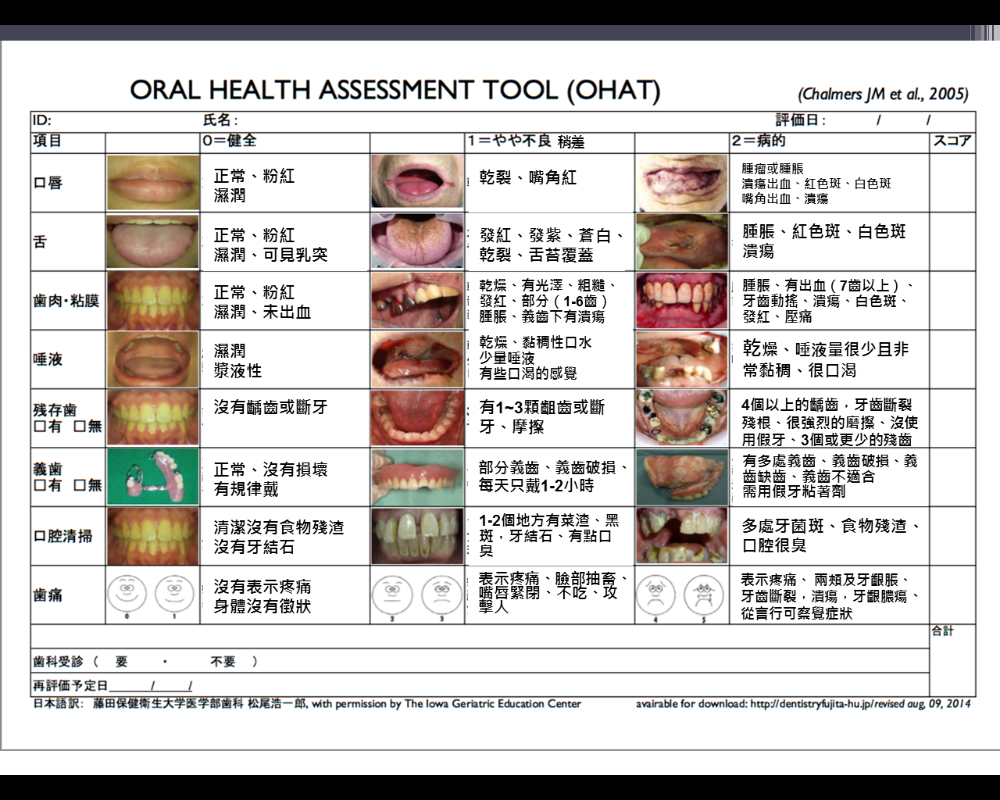 ORAL HEALTH ASSESSMENT TOOL (OHAT)
(Chalmers JM et al., 2005)
ID: 氏名: 評価日: / /
項目 0=健全 1=やや不良 稍差 2=病的 スコア
口唇
正常、粉紅
濕潤
乾裂、嘴角紅
腫瘤或腫脹
潰瘍出血、紅色斑、白色斑
嘴角出血、潰瘍
舌
正常、粉紅
濕潤、可見乳突
發紅、發紫、蒼白、
乾裂、舌苔覆蓋
腫脹、紅色斑、白色斑
潰瘍
歯肉・粘膜
正常、粉紅
濕潤、未出血
乾燥、有光澤、粗糙、
發紅、部分（1-6齒）
腫脹、義齒下有潰瘍
腫脹、有出血（7齒以上）、
牙齒動搖、潰瘍、白色斑、
發紅、壓痛
唾液
濕潤
漿液性
乾燥、黏稠性口水
少量唾液
有些口渴的感覺
乾燥、唾液量很少且非
常黏稠、很口渴
残存歯
□有 □無
沒有齲齒或斷牙
有1~3顆齟齒或斷
牙、摩擦
4個以上的齲齒，牙齒斷裂
殘根、很強烈的磨擦、沒使
用假牙、3個或更少的殘齒
義歯
□有 □無
正常、沒有損壞
有規律戴
部分義齒、義齒破損、
每天只戴1-2小時
有多處義齒、義齒破損、義
齒缺齒、義齒不適合
需用假牙粘著劑
口腔清掃
清潔沒有食物殘渣
沒有牙結石
1-2個地方有菜渣、黑
斑，牙結石、有點口
臭
多處牙菌斑、食物殘渣、
口腔很臭
歯痛
0 1
沒有表示疼痛
身體沒有徵狀
2 3
表示疼痛、臉部抽畜、
嘴唇緊閉、不吃、攻
擊人
4 5
表示疼痛、 兩頰及牙齦脹、
牙齒斷裂，潰瘍，牙齦膿瘍、
從言行可察覺症狀
合計
歯科受診（ 要 ・ 不要 ）
再評価予定日 / /
日本語訳: 藤田保健衛生大学医学部歯科 松尾浩一郎, with permission by The Iowa Geriatric Education Center
avairable for download: http://dentistryfujita-hu.jp/revised aug, 09, 2014